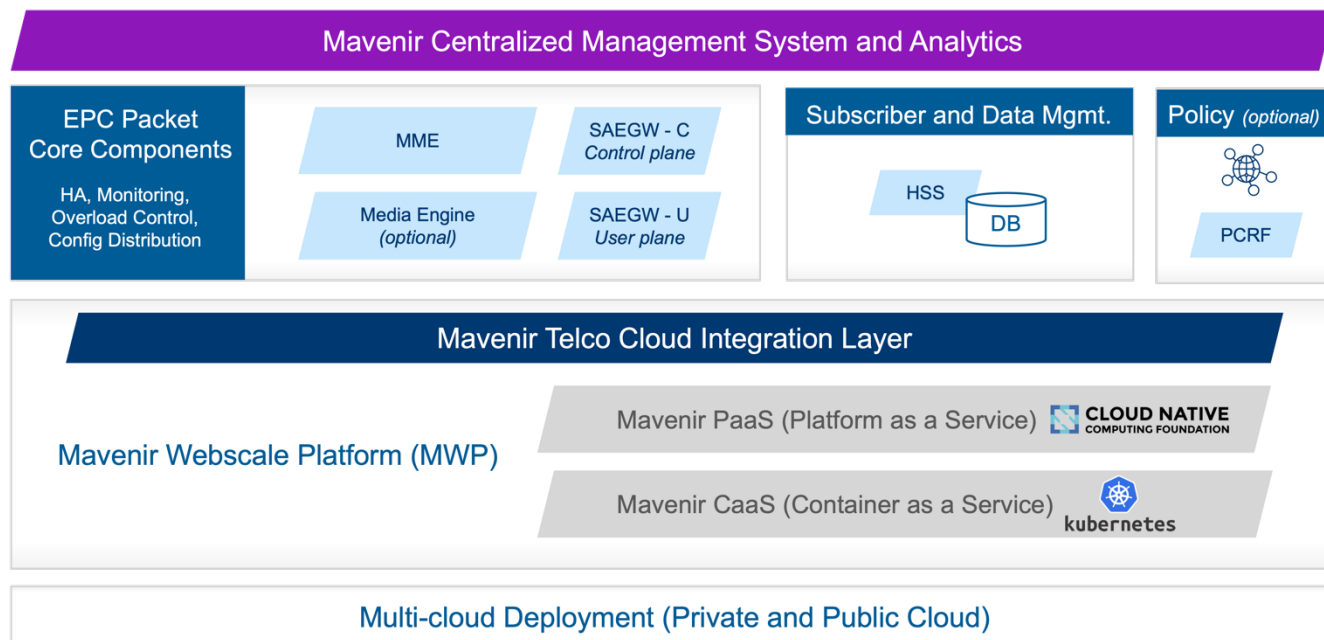 Mavenir Centralized Management System and Analytics
EPC Packet
Core Components
HA, Monitoring,
Overload Control,
Config Distribution
MME
SAEGW - C
Control plane
Media Engine
(optional)
SAEGW - U
User plane
Subscriber and Data Mgmt.
HSS
DB
Policy (optional)
PCRF
Mavenir Telco Cloud Integration Layer
Mavenir Webscale Platform (MWP)
Mavenir PaaS (Platform as a Service)
CLOUD NATIVE
COMPUTING FOUNDATION
Mavenir CaaS (Container as a Service)
kubernetes
Multi-cloud Deployment (Private and Public Cloud)